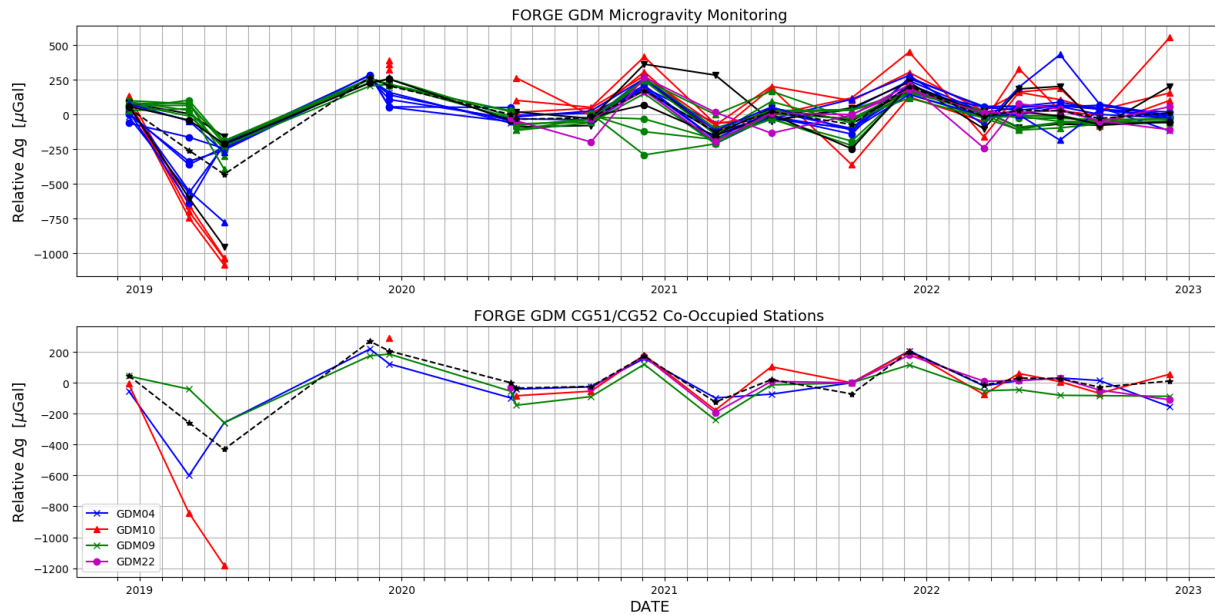 FORGE GDM Microgravity Monitoring
Relative Δg [μGal]
500
250
0
−250
−500
−750
−1000
2019
2020
2021
2022
2023
FORGE GDM CG51/CG52 Co-Occupied Stations
Relative Δg [μGal]
200
0
−200
−400
−600
−800
−1000
−1200
GDM04
GDM10
GDM09
GDM22
2019
2020
2021
2022
2023
DATE